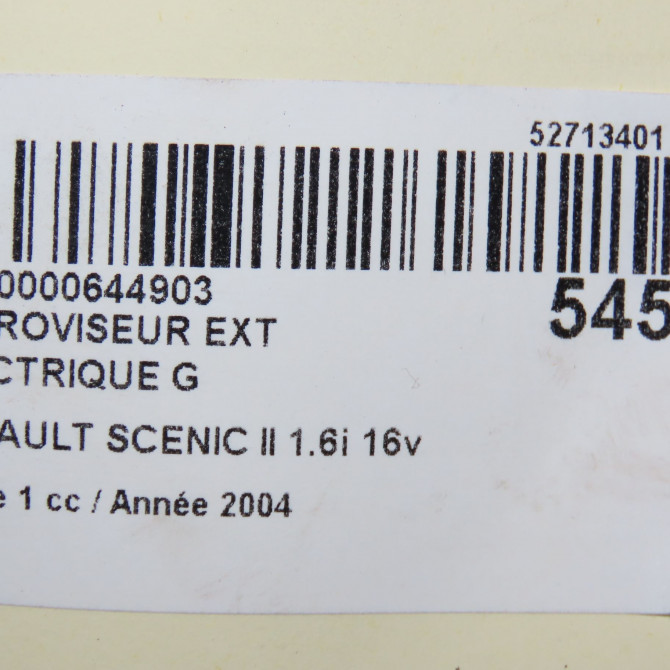 52713401
0000644903
545
ROVISEUR EXT
CTRIQUE G
AULT SCENIC II 1.6i 16v
e 1 cc / Année 2004